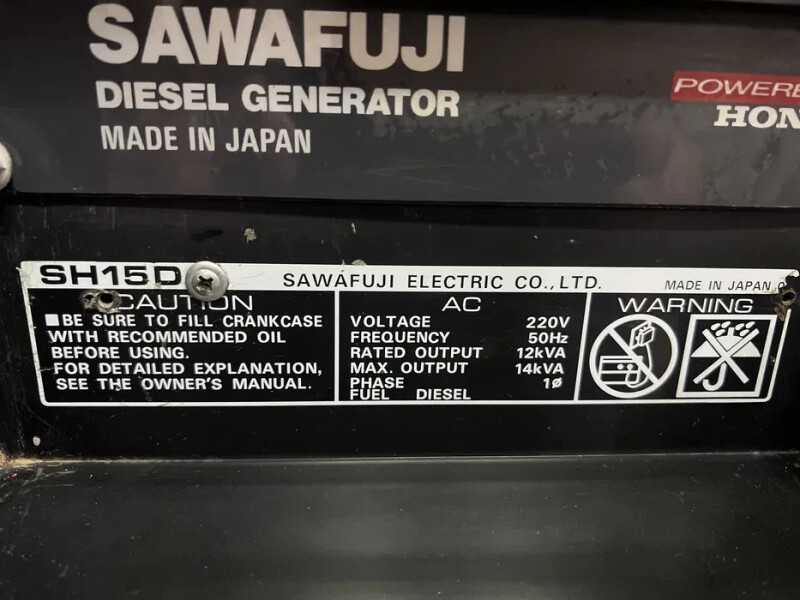 SAWAFUJI
DIESEL GENERATOR
MADE IN JAPAN
POWERE
HON
SH15D
SAWAFUJI ELECTRIC CO.,LTD.
MADE IN JAPAN
CAUTION
■BE SURE TO FILL CRANKCASE
WITH RECOMMENDED OIL
BEFORE USING.
FOR DETAILED EXPLANATION,
SEE THE OWNER'S MANUAL.
AC
VOLTAGE 220V
FREQUENCY 50Hz
RATED OUTPUT 12kVA
MAX. OUTPUT 14kVA
PHASE 1ø
FUEL DIESEL
WARNING